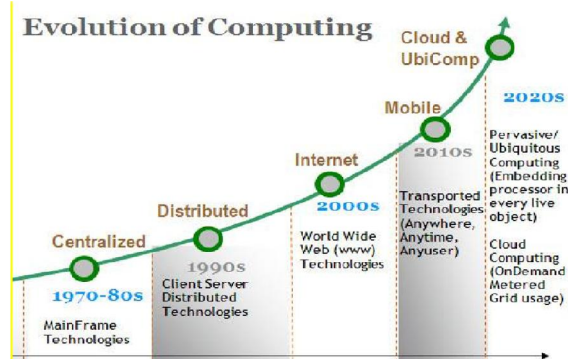 Evolution of Computing
Cloud &
UbiComp
2020s
Pervasive/
Ubiquitous
Computing
(Embedding
processor in
every live
object)
Cloud
Computing
(OnDemand
Metered
Grid usage)
Mobile
2010s
Transported
Technologies
(Anywhere,
Anytime,
Anyuser)
Internet
2000s
World Wide
Web (www)
Technologies
Distributed
1990s
Client Server
Distributed
Technologies
Centralized
1970-80s
MainFrame
Technologies